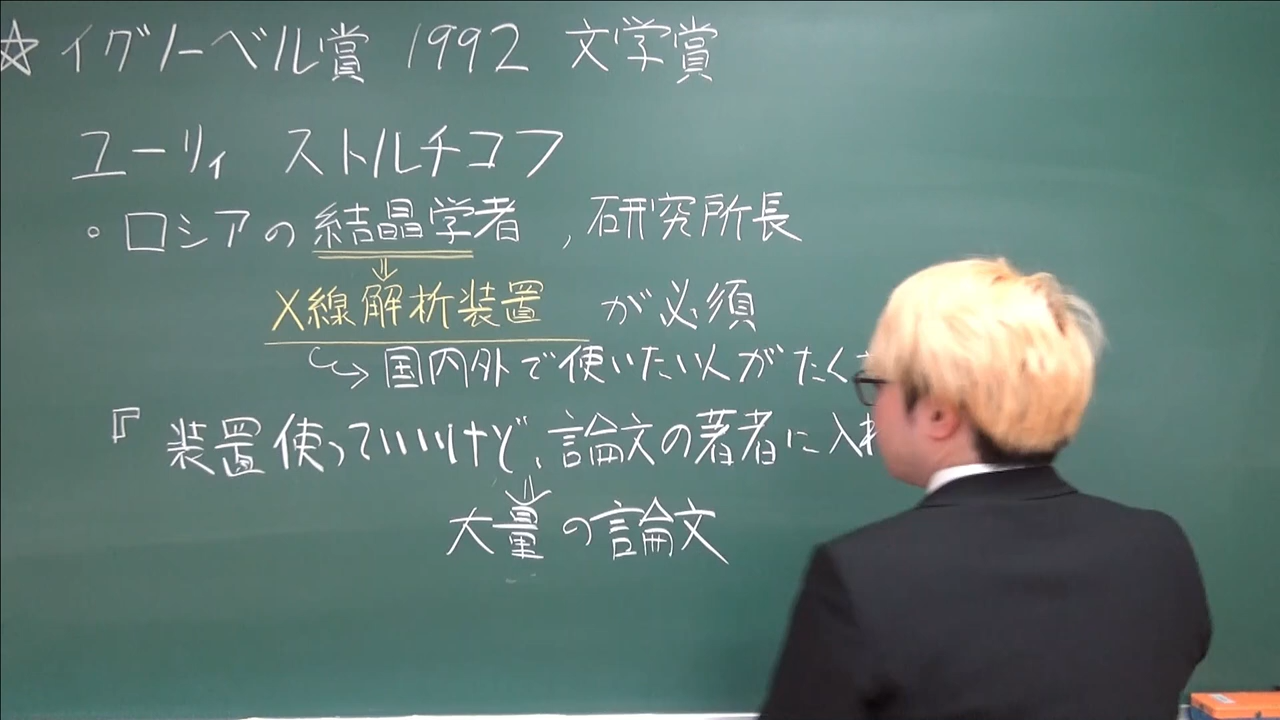 ☆イグノーベル賞 1992 文学賞
ユーリィ ストルチコフ
・ロシアの結晶学者，研究所長
⇓
X線解析装置 が必須
↪国内外で使いたい人がたく
『装置使っていいけど、論文の著者に入
⇓
大量の論文